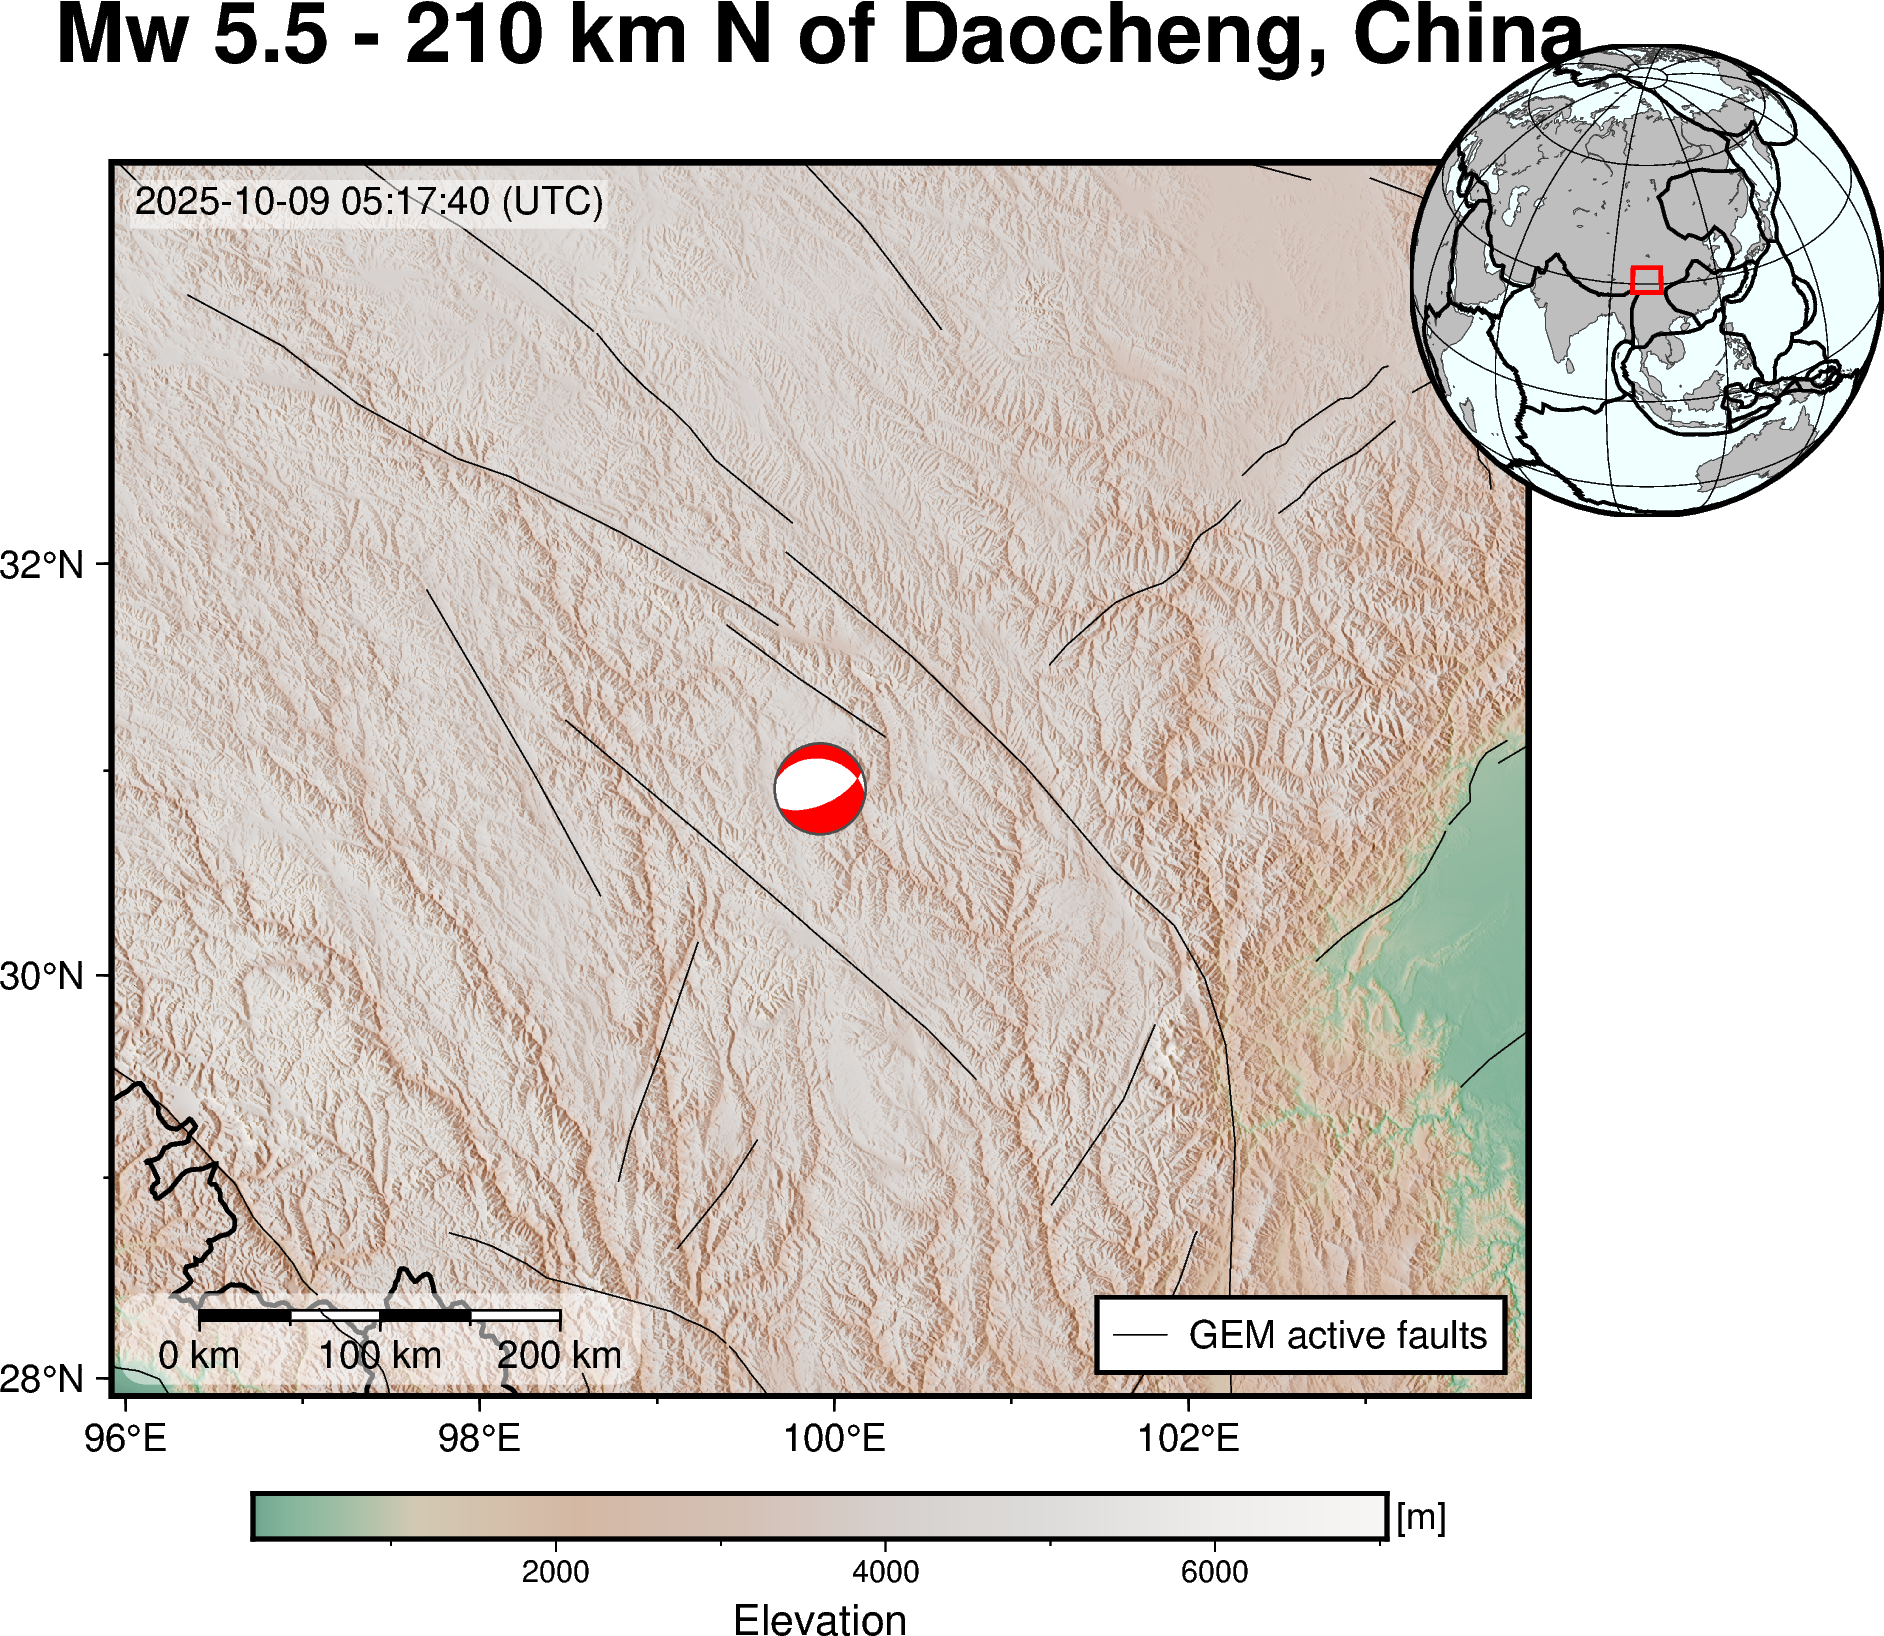 Mw 5.5 - 210 km N of Daocheng, China
2025-10-09 05:17:40 (UTC)
32°N
30°N
28°N
0 km 100 km 200 km
GEM active faults
96°E 98°E 100°E 102°E
[m]
2000 4000 6000
Elevation